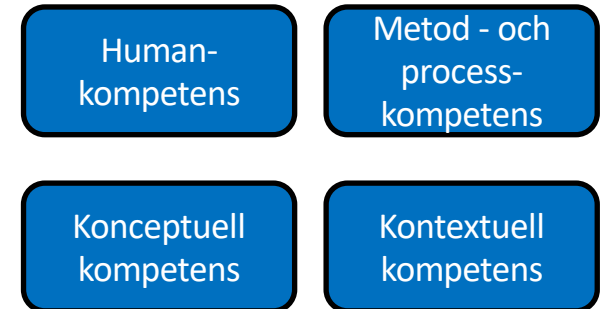 Human-
kompetens
Metod - och
process-
kompetens
Konceptuell
kompetens
Kontextuell
kompetens